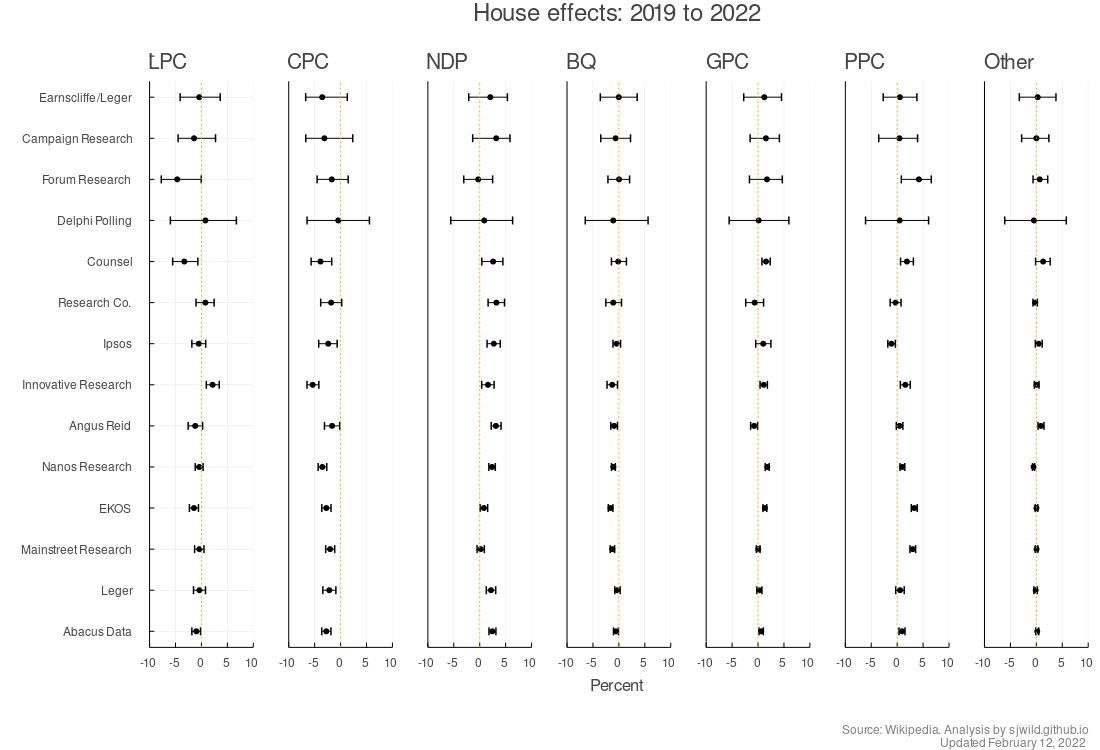 House effects: 2019 to 2022
LPC CPC NDP BQ GPC PPC Other
Earnscliffe/Leger
Campaign Research
Forum Research
Delphi Polling
Counsel
Research Co.
Ipsos
Innovative Research
Angus Reid
Nanos Research
EKOS
Mainstreet Research
Leger
Abacus Data
-10 -5 0 5 10 -10 -5 0 5 10 -10 -5 0 5 10 -10 -5 0 5 10 -10 -5 0 5 10 -10 -5 0 5 10 -10 -5 0 5 10
Percent
Source: Wikipedia. Analysis by sjwild.github.io
Updated February 12, 2022